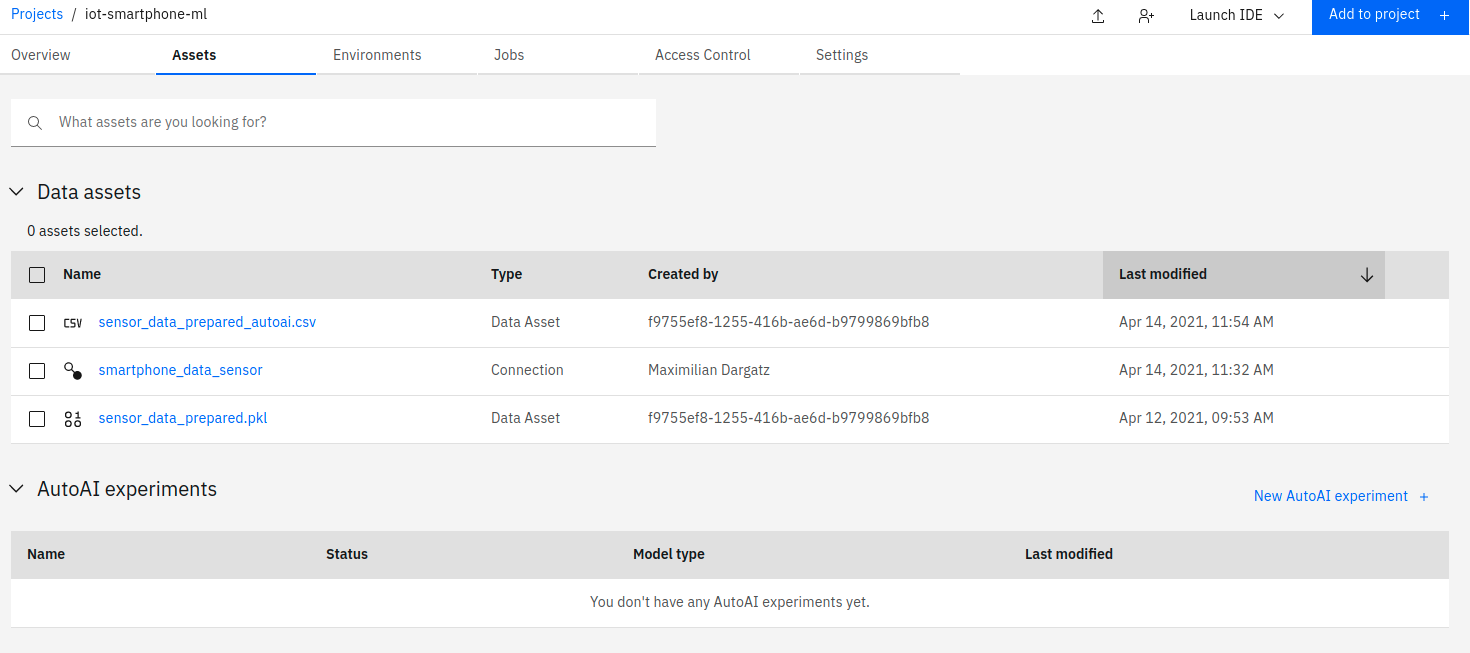 Projects / iot-smartphone-ml Launch IDE Add to project +
Overview Assets Environments Jobs Access Control Settings
What assets are you looking for?
Data assets
0 assets selected.
Name Type Created by Last modified
CSV sensor_data_prepared_autoai.csv Data Asset f9755ef8-1255-416b-ae6d-b9799869bfb8 Apr 14, 2021, 11:54 AM
smartphone_data_sensor Connection Maximilian Dargatz Apr 14, 2021, 11:32 AM
sensor_data_prepared.pkl Data Asset f9755ef8-1255-416b-ae6d-b9799869bfb8 Apr 12, 2021, 09:53 AM
AutoAI experiments
New AutoAI experiment +
Name Status Model type Last modified
You don't have any AutoAI experiments yet.